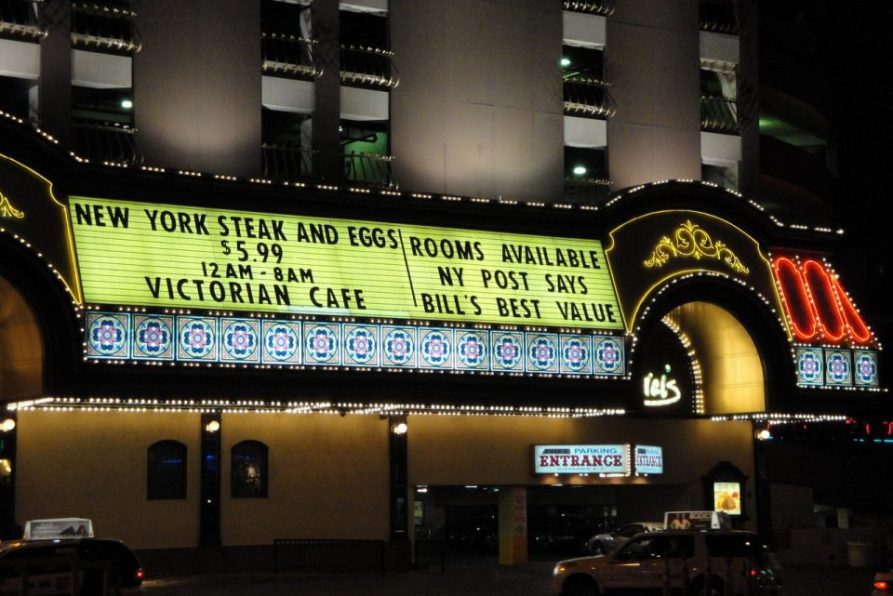 NEW YORK STEAK AND EGGS
$5.99
12AM - 8AM
VICTORIAN CAFE
ROOMS AVAILABLE
NY POST SAYS
BILL'S BEST VALUE
PARKING
ENTRANCE
ENTRANCE